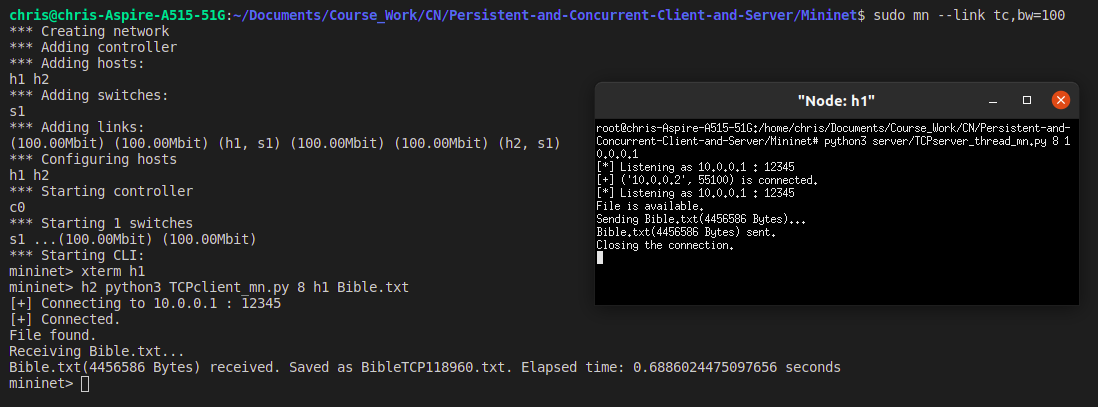 chris@chris-Aspire-A515-51G:~/Documents/Course_Work/CN/Persistent-and-Concurrent-Client-and-Server/Mininet$ sudo mn --link tc,bw=100
*** Creating network
*** Adding controller
*** Adding hosts:
h1 h2
*** Adding switches:
s1
*** Adding links:
(100.00Mbit) (100.00Mbit) (h1, s1) (100.00Mbit) (100.00Mbit) (h2, s1)
*** Configuring hosts
h1 h2
*** Starting controller
c0
*** Starting 1 switches
s1 ...(100.00Mbit) (100.00Mbit)
*** Starting CLI:
mininet> xterm h1
mininet> h2 python3 TCPclient_mn.py 8 h1 Bible.txt
[+] Connecting to 10.0.0.1 : 12345
[+] Connected.
File found.
Receiving Bible.txt...
Bible.txt(4456586 Bytes) received. Saved as BibleTCP118960.txt. Elapsed time: 0.6886024475097656 seconds
mininet>
"Node: h1"
root@chris-Aspire-A515-51G:/home/chris/Documents/Course_Work/CN/Persistent-and-
Concurrent-Client-and-Server/Mininet# python3 server/TCPserver_thread_mn.py 8 1
0.0.0.1
[*] Listening as 10.0.0.1 : 12345
[+] ('10.0.0.2', 55100) is connected.
[*] Listening as 10.0.0.1 : 12345
File is available.
Sending Bible.txt(4456586 Bytes)...
Bible.txt(4456586 Bytes) sent.
Closing the connection.